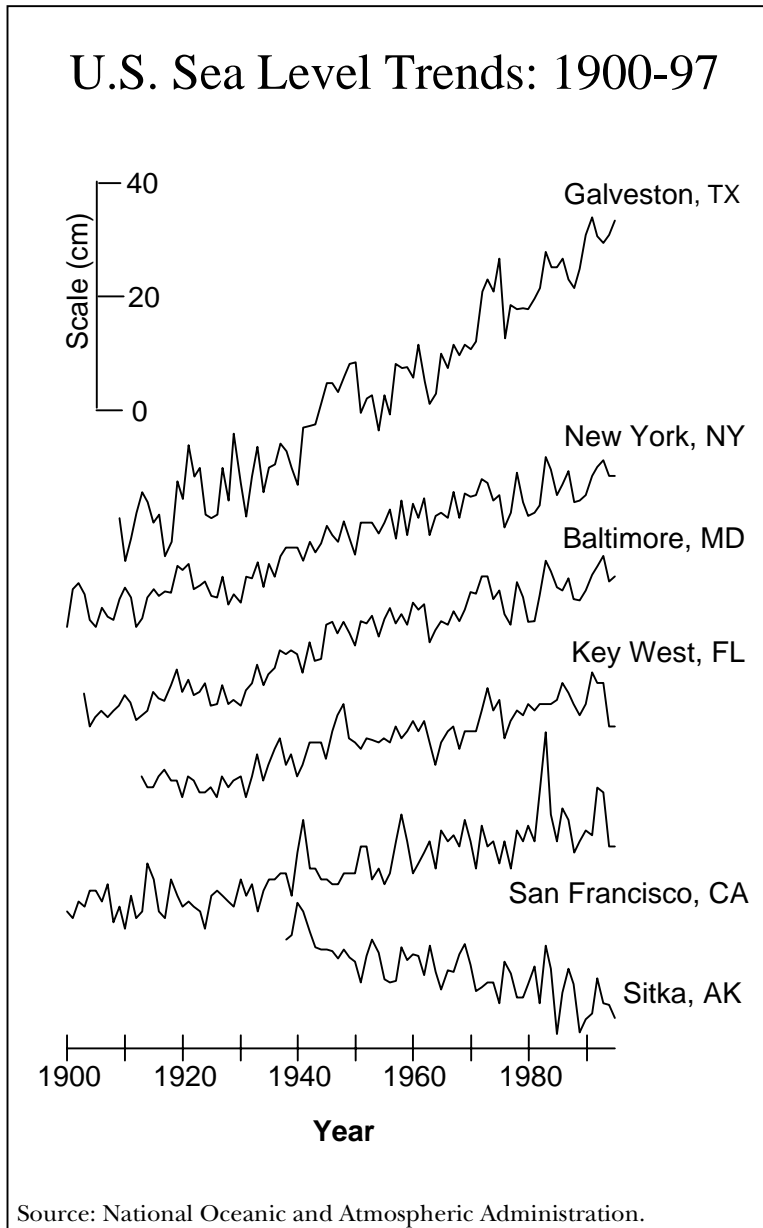 U.S. Sea Level Trends: 1900-97
40
Galveston, TX
Scale (cm)
20
0
New York, NY
Baltimore, MD
Key West, FL
San Francisco, CA
Sitka, AK
1900 1920 1940 1960 1980
Year
Source: National Oceanic and Atmospheric Administration.